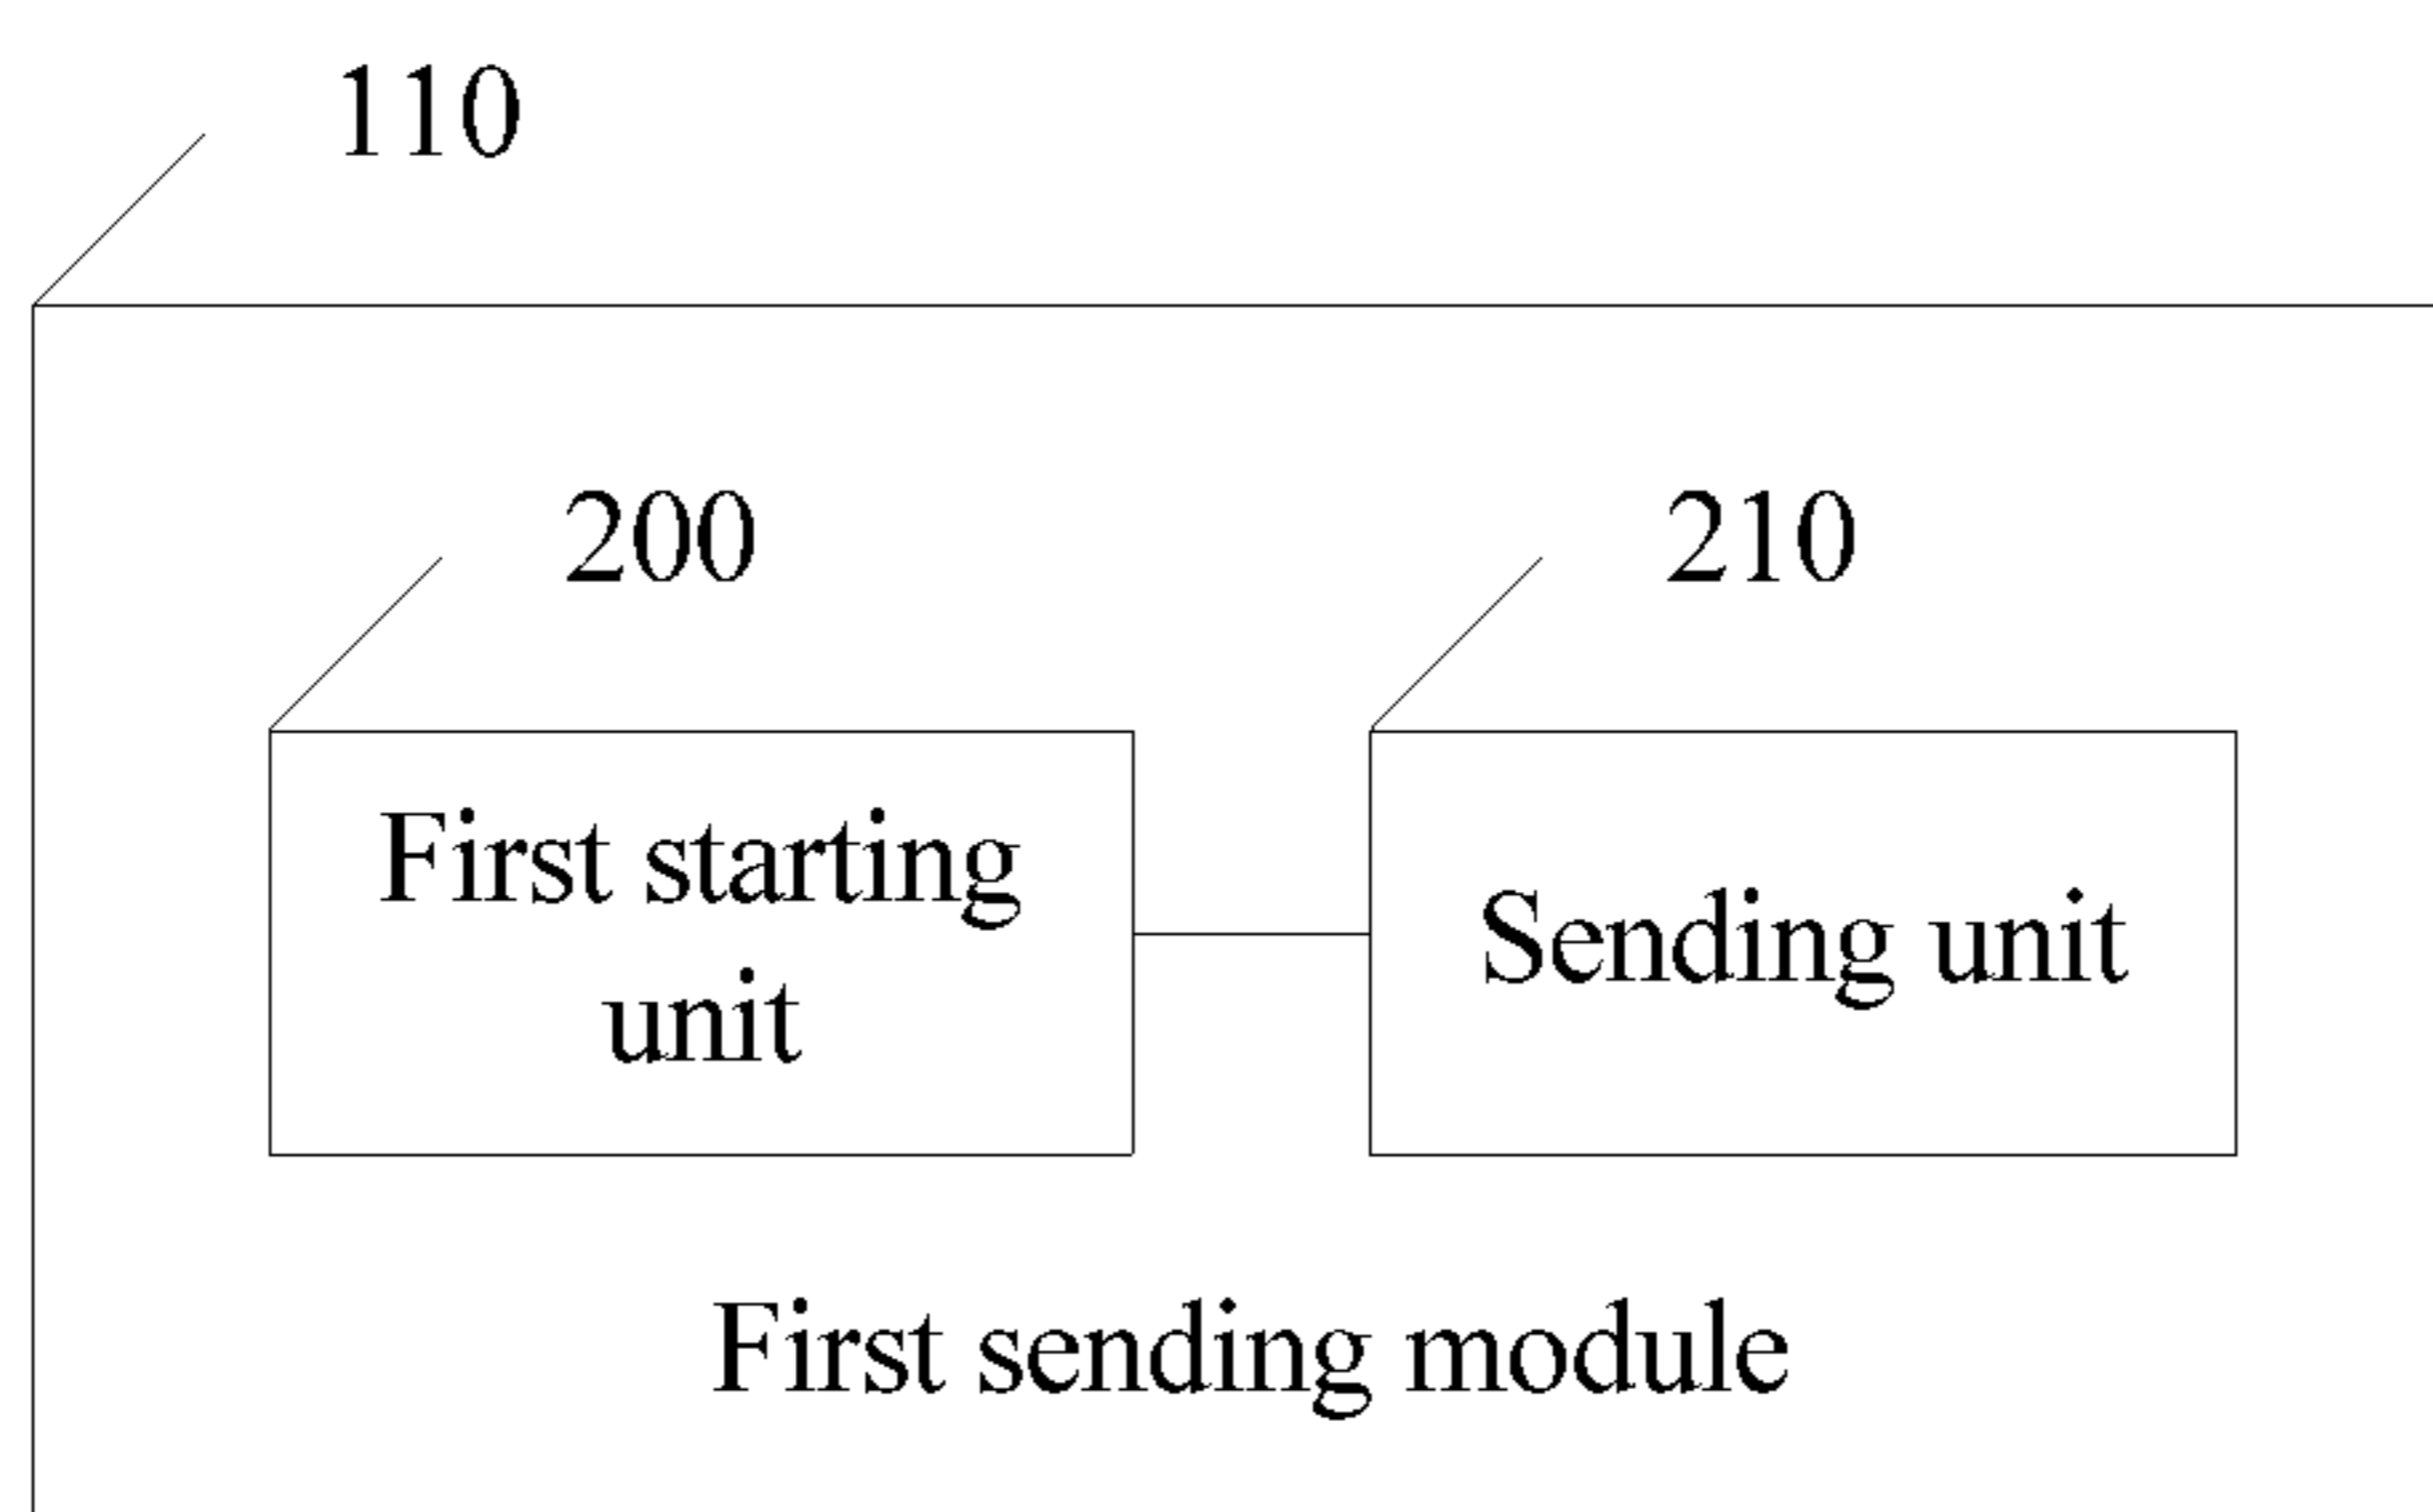 110
200
210
First starting
unit
Sending unit
First sending module